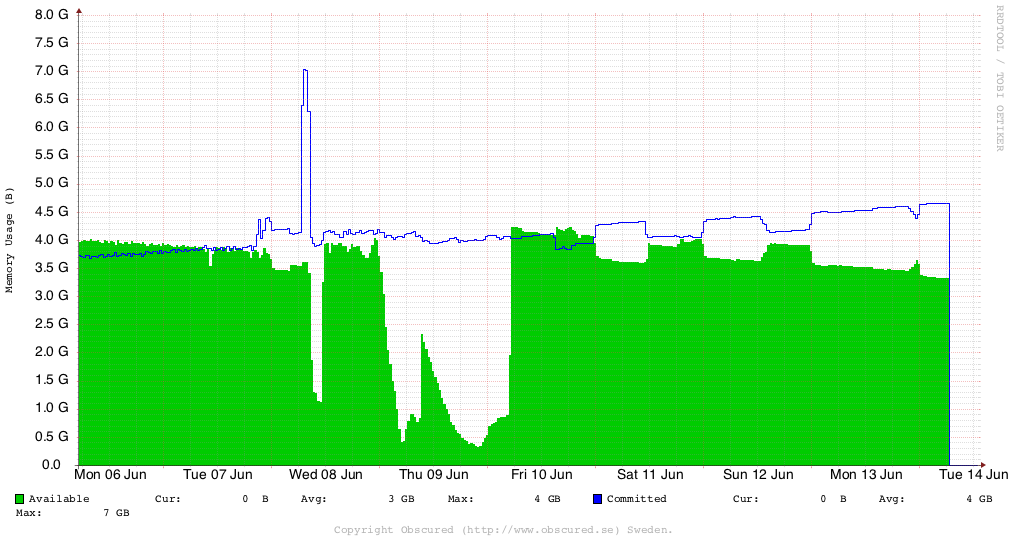 RRDTOOL / TOBI OETIKER
Memory Usage (B)
8.0 G
7.5 G
7.0 G
6.5 G
6.0 G
5.5 G
5.0 G
4.5 G
4.0 G
3.5 G
3.0 G
2.5 G
2.0 G
1.5 G
1.0 G
0.5 G
0.0
Mon 06 Jun Tue 07 Jun Wed 08 Jun Thu 09 Jun Fri 10 Jun Sat 11 Jun Sun 12 Jun Mon 13 Jun Tue 14 Jun
Available Cur: 0 B Avg: 3 GB Max: 4 GB Committed Cur: 0 B Avg: 4 GB
Max: 7 GB
Copyright Obscured (http://www.obscured.se) Sweden.